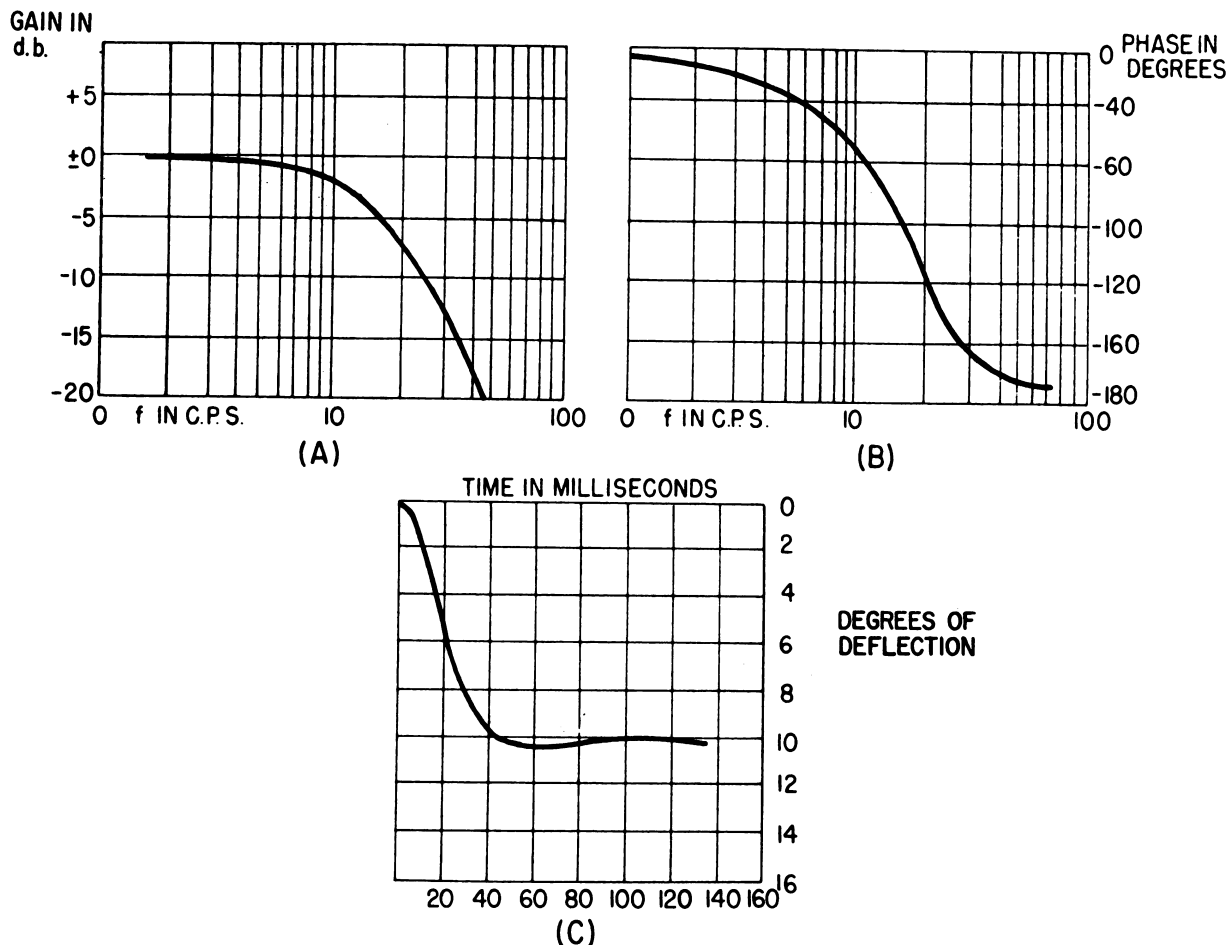 GAIN IN
d.b.
+5
±0
-5
-10
-15
-20
0 f IN C.P.S. 10 100
(A)
PHASE IN
DEGREES
0
-40
-60
-100
-120
-160
-180
0 f IN C.P.S. 10 100
(B)
TIME IN MILLISECONDS
0
2
4
6
8
10
12
14
16
DEGREES OF
DEFLECTION
20 40 60 80 100 120 140 160
(C)